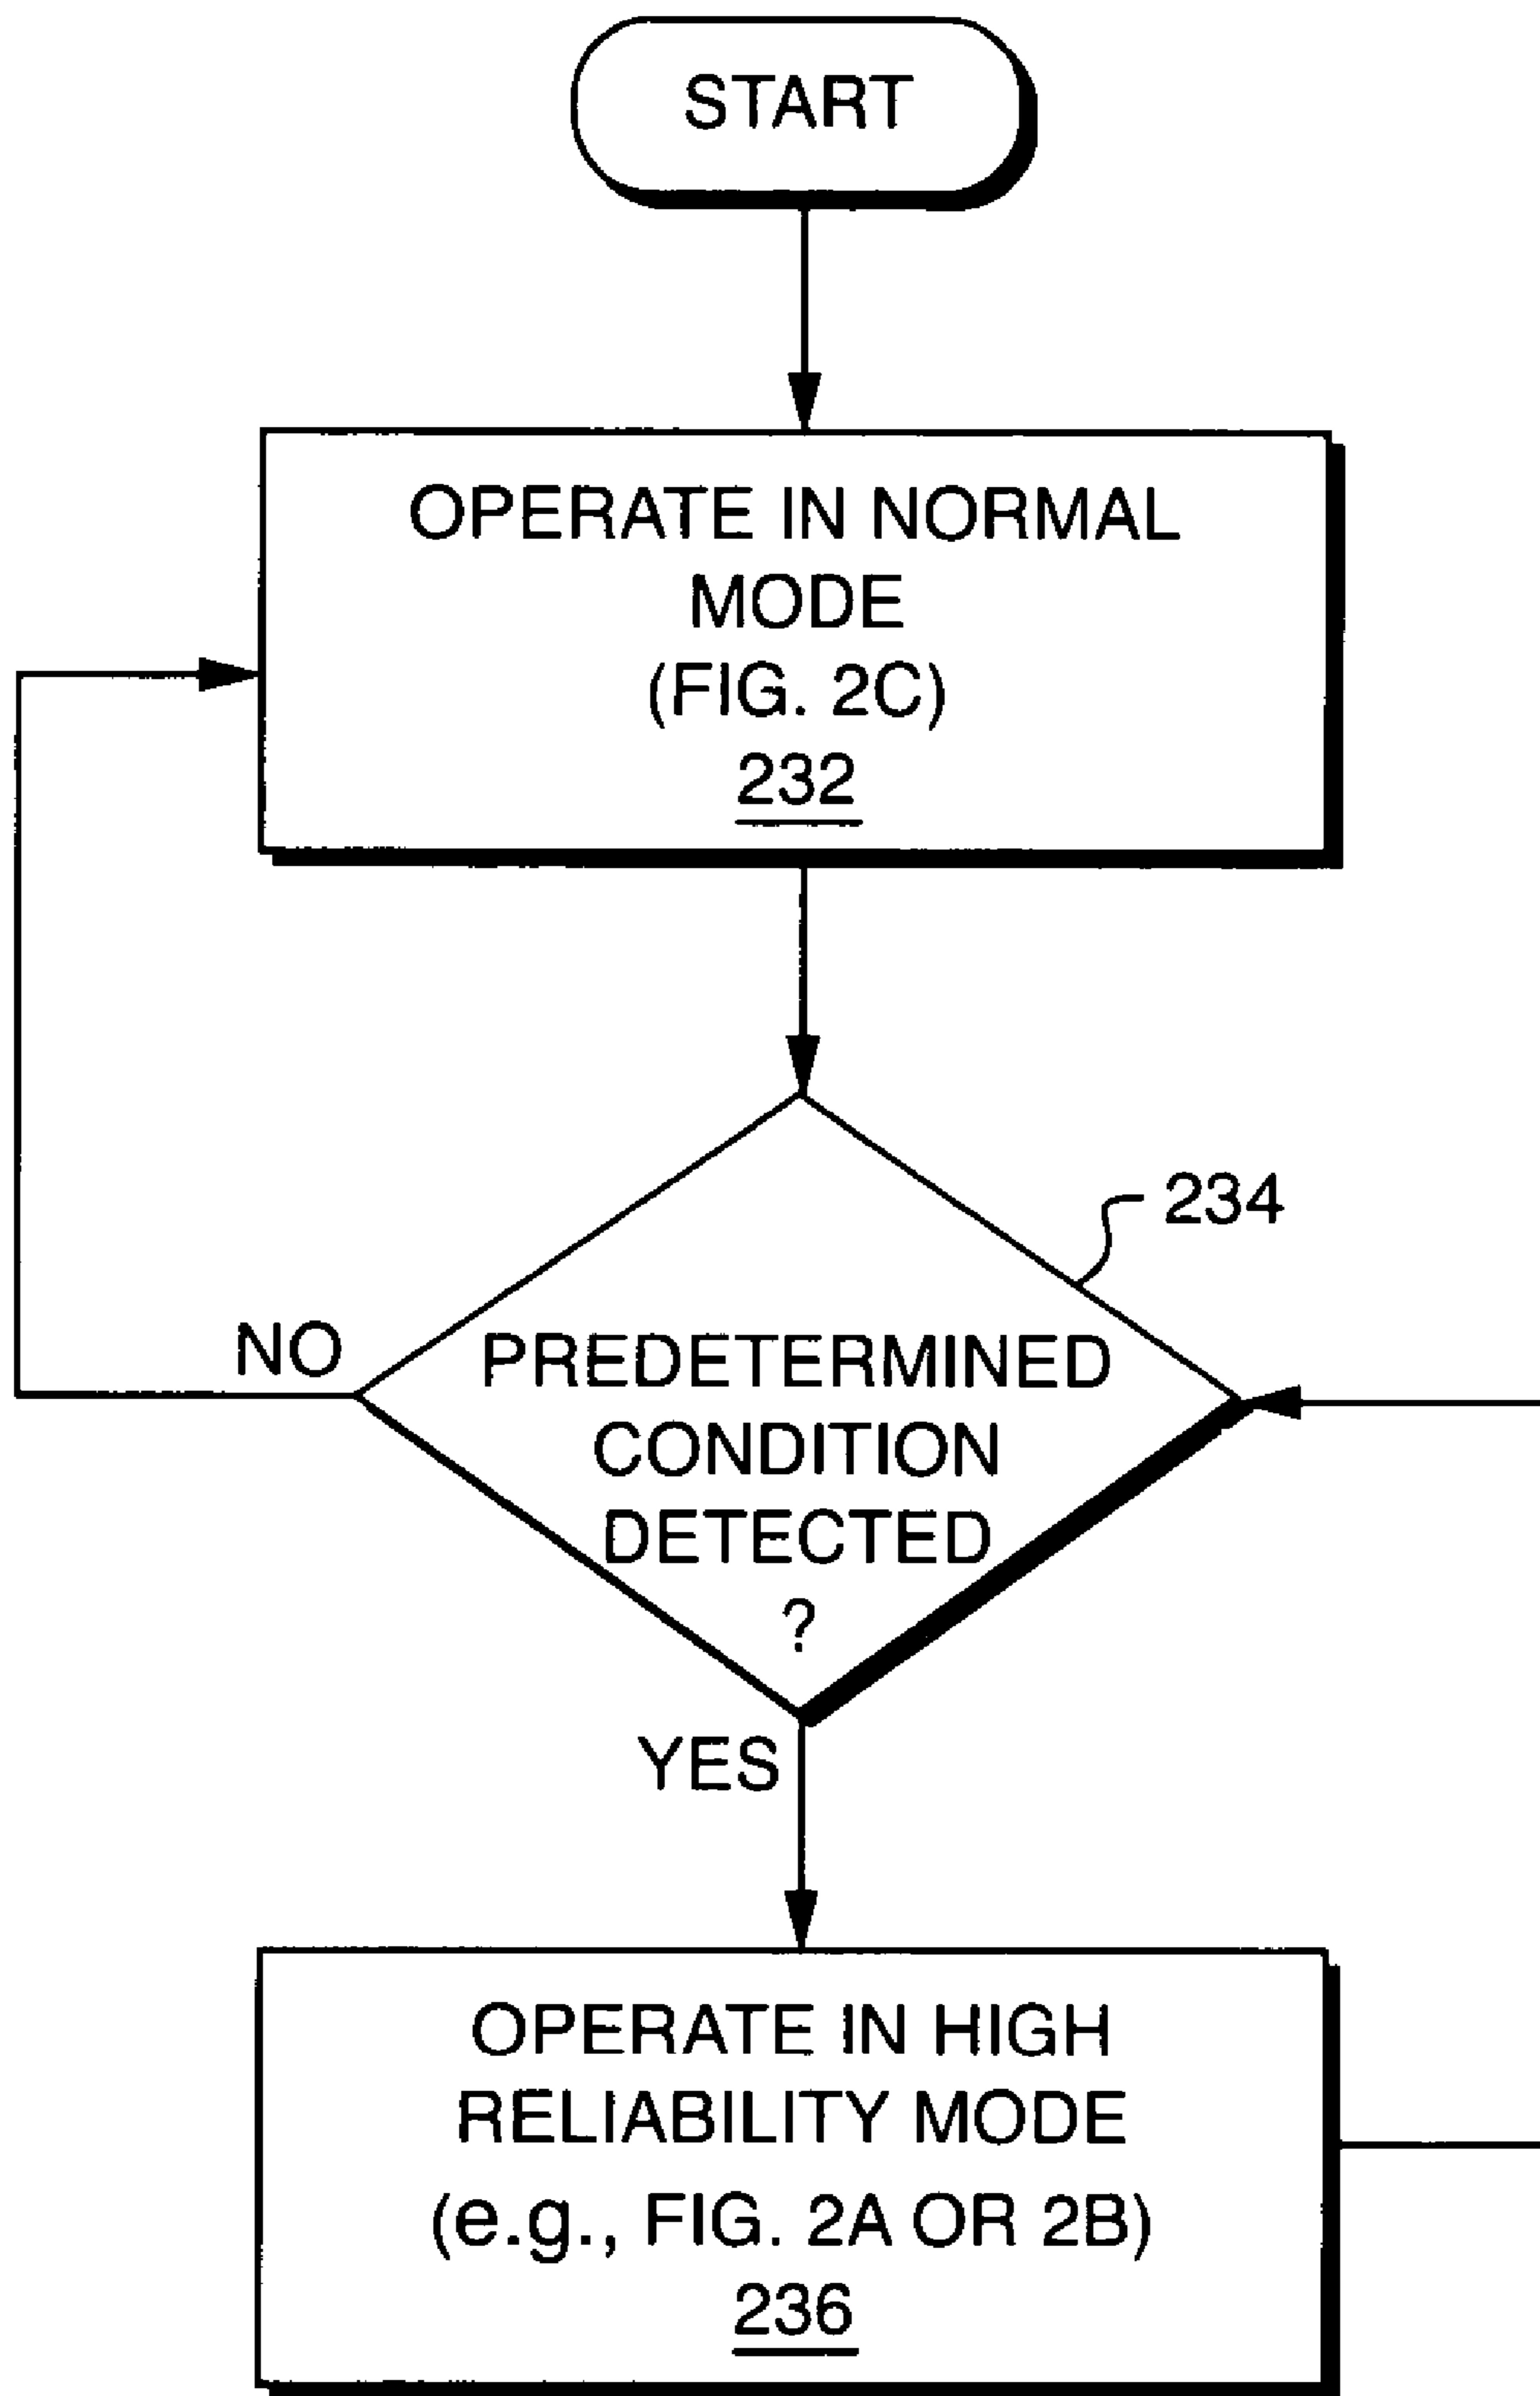 START
OPERATE IN NORMAL
MODE
(FIG. 2C)
232
234
NO
PREDETERMINED
CONDITION
DETECTED
?
YES
OPERATE IN HIGH
RELIABILITY MODE
(e.g., FIG. 2A OR 2B)
236